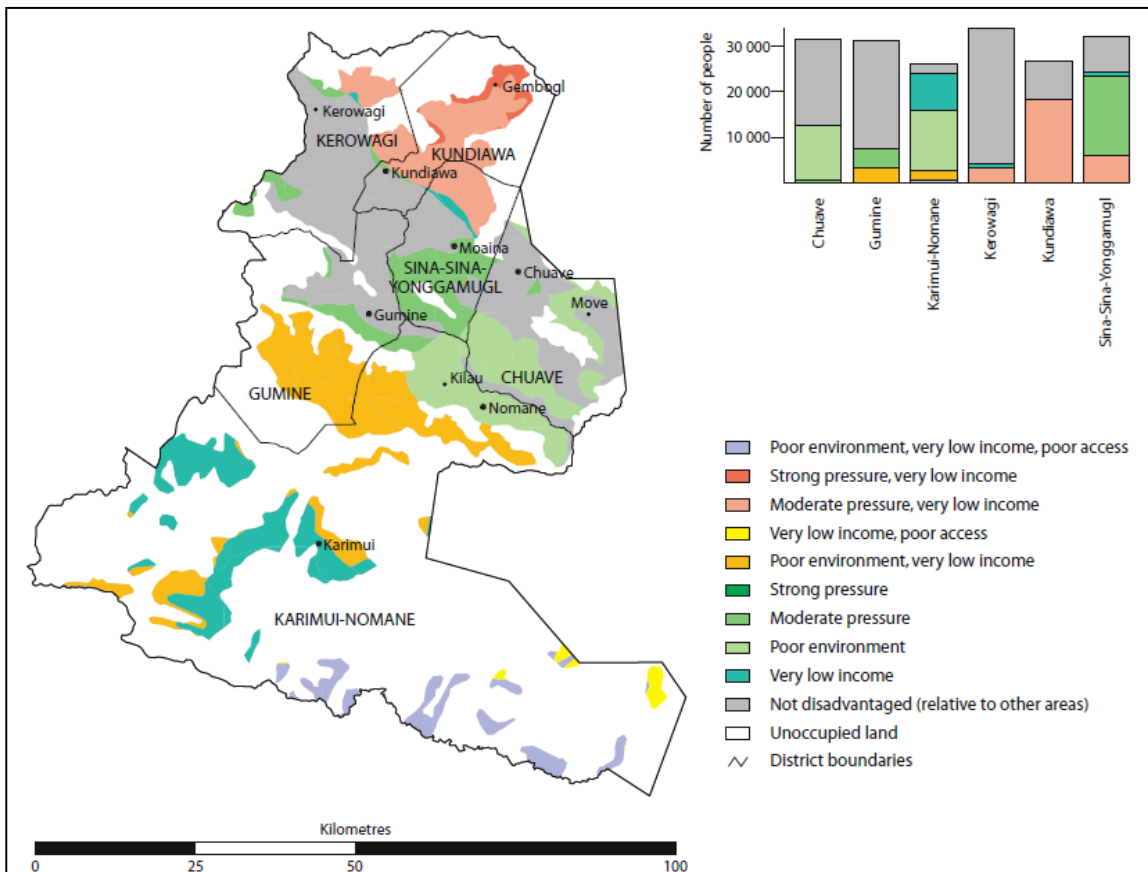 Gembogl
Kerowagi
KEROWAGI
KUNDIAWA
Kundiawa
Moaina
SINA-SINA-
YONGGAMUGL
Chuave
Move
Gumine
Kilau
CHUAVE
GUMINE
Nomane
Karimui
KARIMUI-NOMANE
Kilometres
0
25
50
100
Number of people
30 000
20 000
10 000
Chuave
Gumine
Karimui-Nomane
Kerowagi
Kundiawa
Sina-Sina-Yonggamugl
Poor environment, very low income, poor access
Strong pressure, very low income
Moderate pressure, very low income
Very low income, poor access
Poor environment, very low income
Strong pressure
Moderate pressure
Poor environment
Very low income
Not disadvantaged (relative to other areas)
Unoccupied land
District boundaries